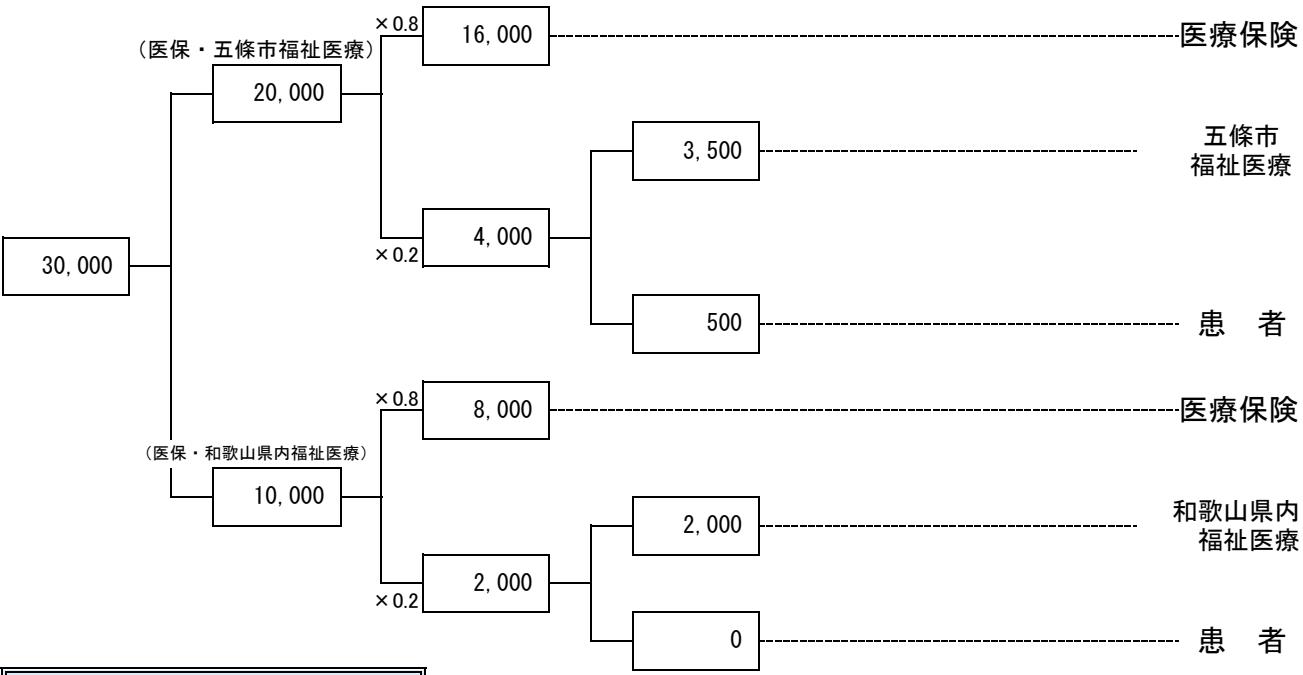 ×0.8
16,000
医療保険
（医保・五條市福祉医療）
20,000
3,500
五條市
福祉医療
×0.2
4,000
30,000
500
患　者
×0.8
8,000
医療保険
（医保・和歌山県内福祉医療）
10,000
2,000
和歌山県内
福祉医療
×0.2
2,000
0
患　者